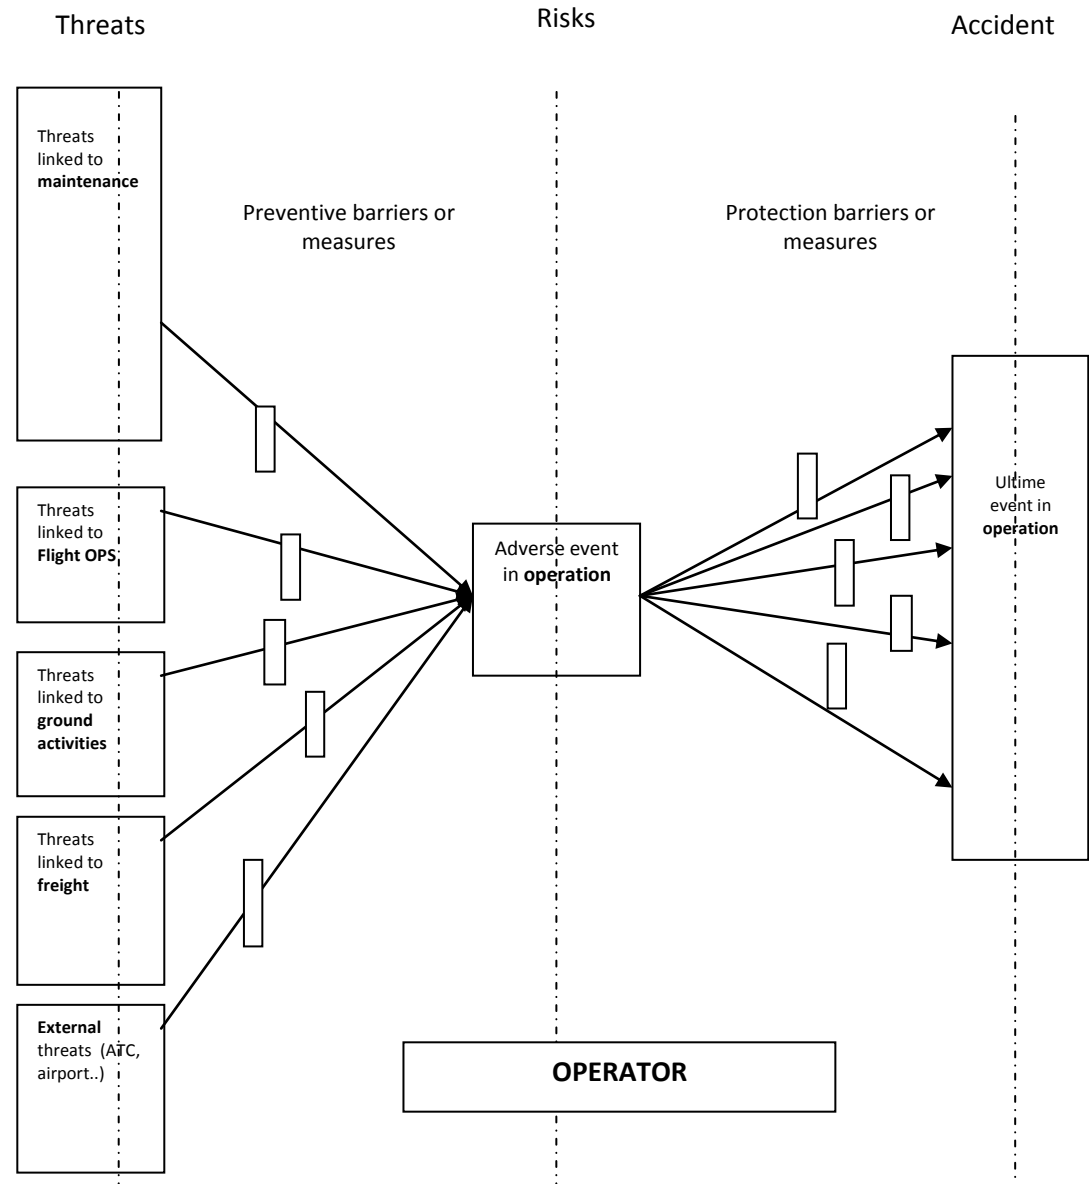 Threats
Risks
Accident
Threats
linked to
maintenance
Preventive barriers or
measures
Protection barriers or
measures
Threats
linked to
Flight OPS
Adverse event
in operation
Ultime
event in
operation
Threats
linked to
ground
activities
Threats
linked to
freight
External
threats (ATC,
airport..)
OPERATOR